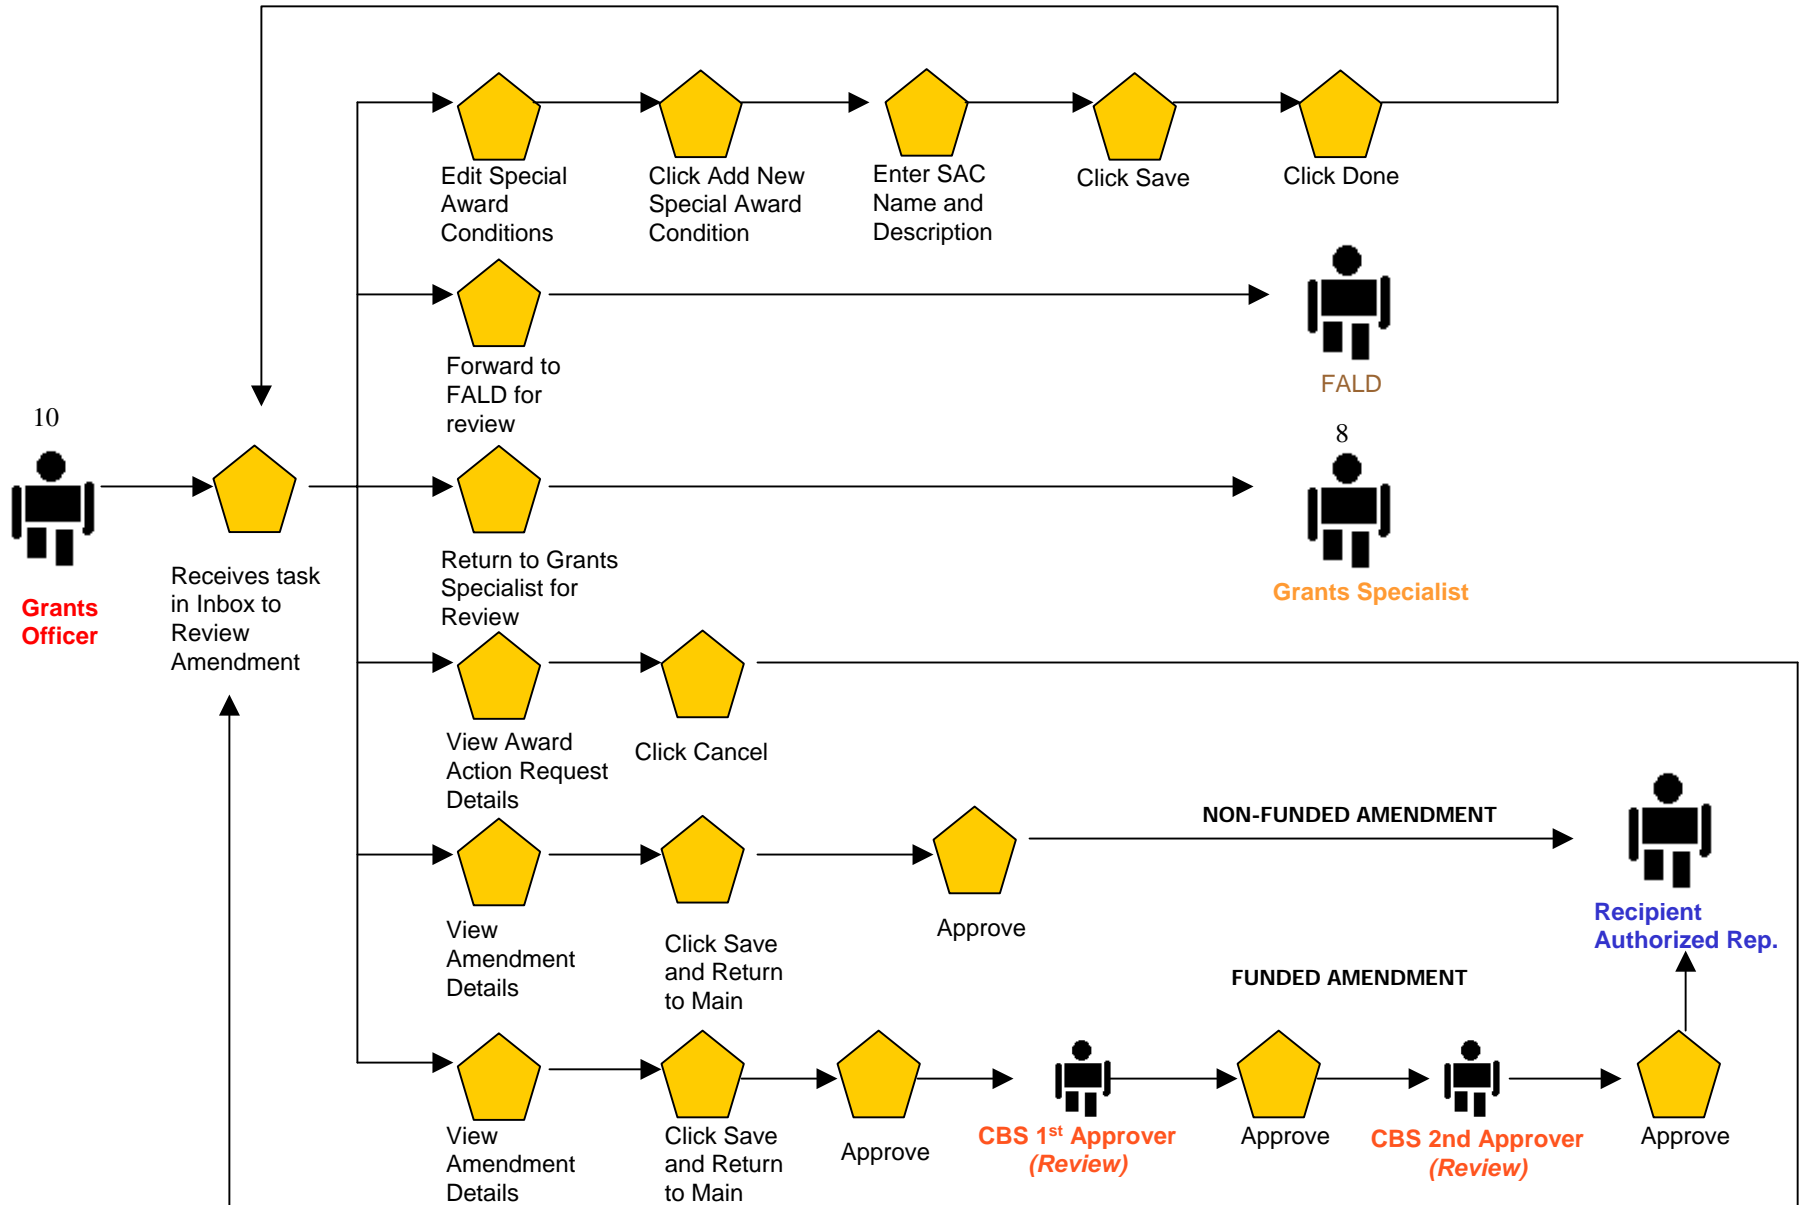 Edit Special
Award
Conditions
Click Add New
Special Award
Condition
Enter SAC
Name and
Description
Click Save
Click Done
Forward to
FALD for
review
FALD
10
8
Grants
Officer
Receives task
in Inbox to
Review
Amendment
Return to Grants
Specialist for
Review
Grants Specialist
View Award
Action Request
Details
Click Cancel
NON-FUNDED AMENDMENT
View
Amendment
Details
Click Save
and Return
to Main
Approve
Recipient
Authorized Rep.
FUNDED AMENDMENT
View
Amendment
Details
Click Save
and Return
to Main
Approve
CBS 1st Approver
(Review)
Approve
CBS 2nd Approver
(Review)
Approve